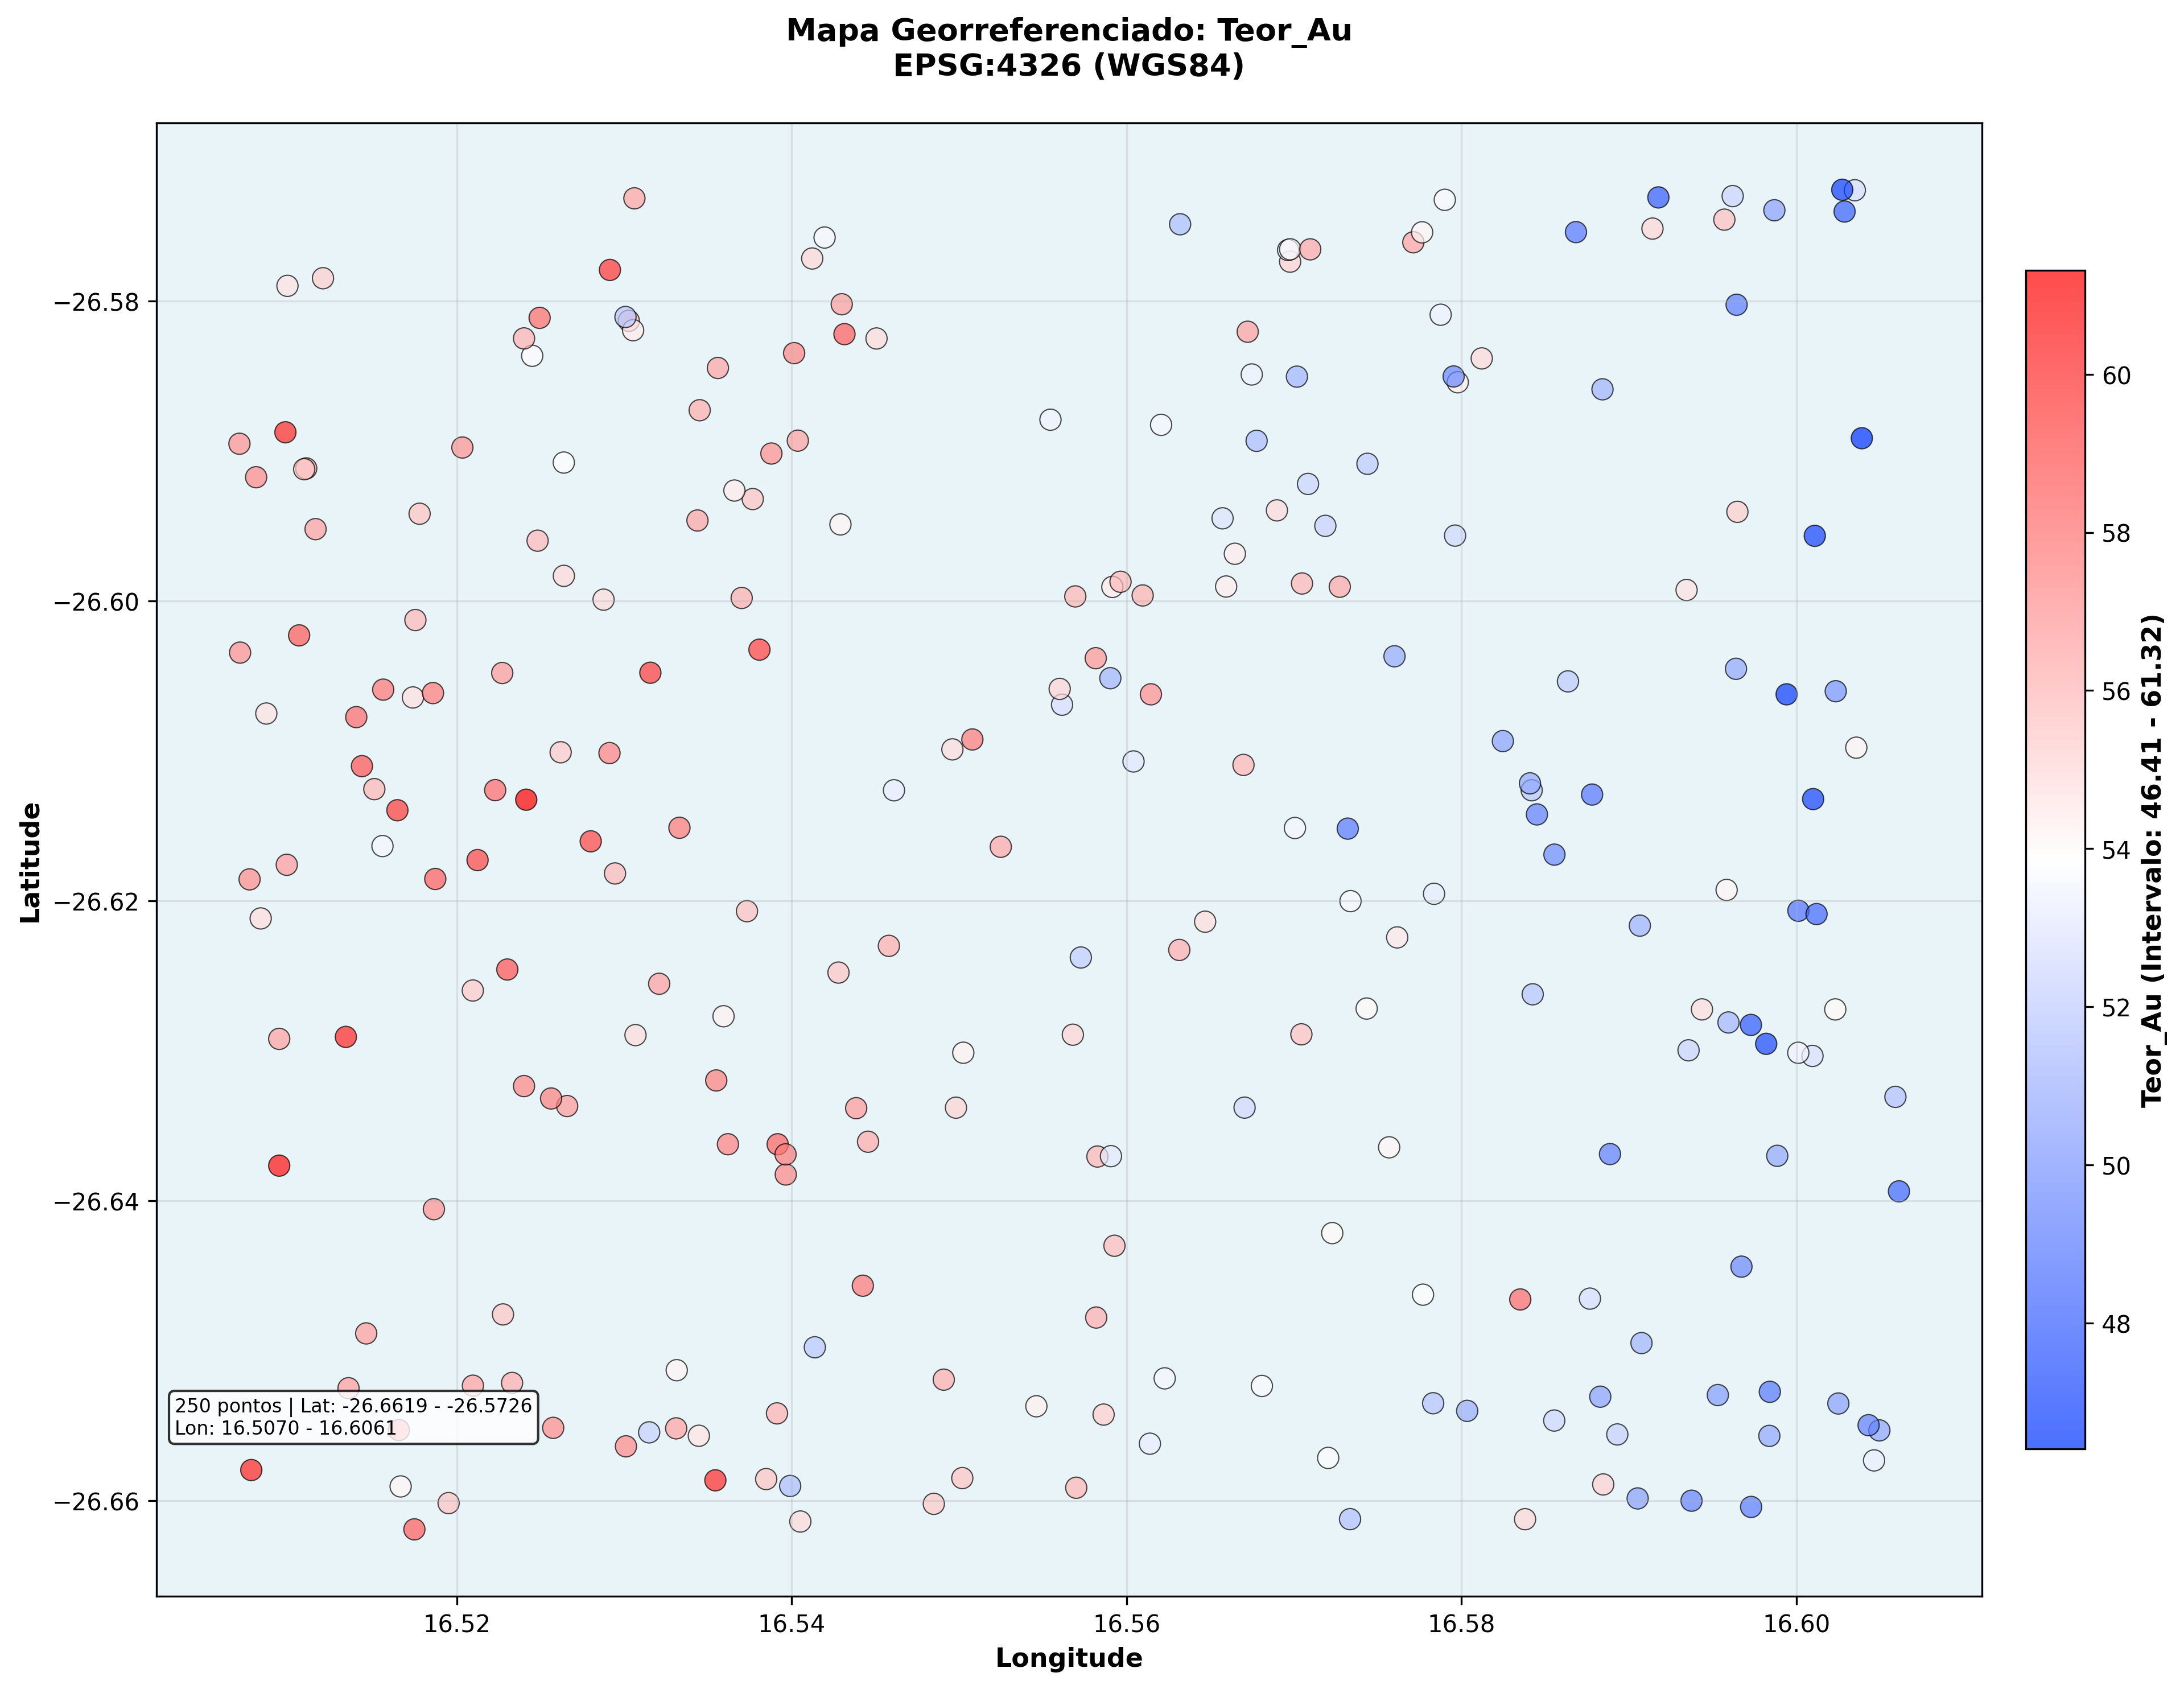 Mapa Georreferenciado: Teor_Au
EPSG:4326 (WGS84)
−26.58
−26.60
−26.62
−26.64
−26.66
Latitude
250 pontos | Lat: -26.6619 - -26.5726
Lon: 16.5070 - 16.6061
16.52
16.54
16.56
16.58
16.60
Longitude
60
58
56
54
52
50
48
Teor_Au (Intervalo: 46.41 - 61.32)